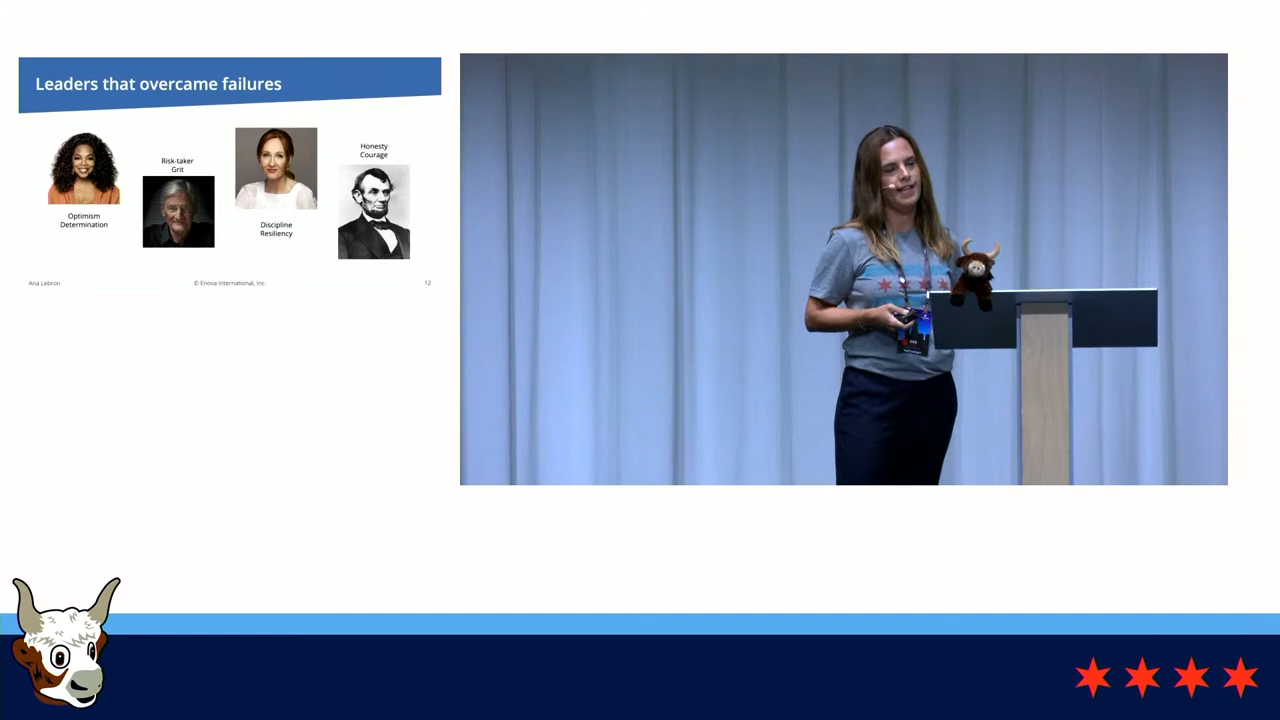 Leaders that overcame failures
Optimism
Determination
Risk-taker
Grit
Discipline
Resiliency
Honesty
Courage
Ana Lebron
© Enova International, Inc.
12